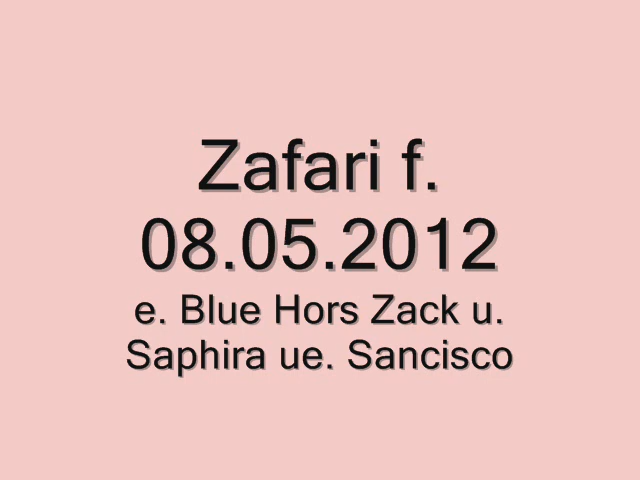 Zafari f.
08.05.2012
e. Blue Hors Zack u.
Saphira ue. Sancisco